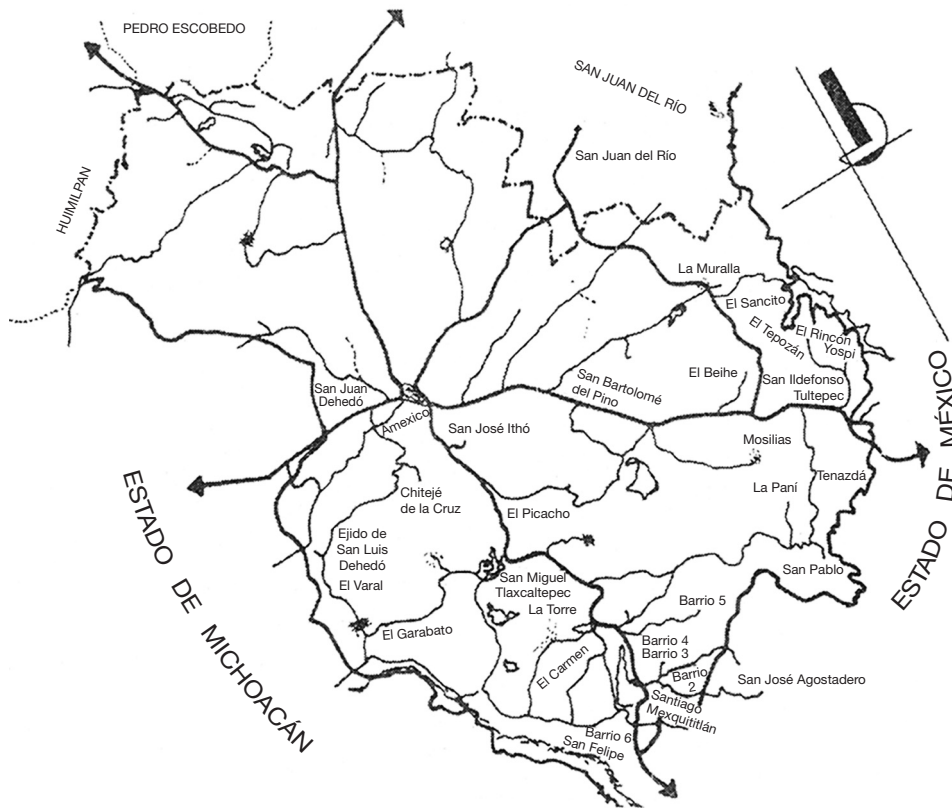 PEDRO ESCOBEDO
SAN JUAN DEL RÍO
San Juan del Río
HUIMILPAN
La Muralla
El Sancito
El Rincón
Yospí
El Tepozán
San Juan
Dehedó
Amexico
San Bartolomé
del Pino
El Beihe
San Ildefonso
Tultepec
San José Ithó
Mosilias
Tenazdá
La Paní
ESTADO DE MÉXICO
Chitejé
de la Cruz
El Picacho
Ejido de
San Luis
Dehedó
El Varal
San Miguel
Tlaxcaltepec
La Torre
San Pablo
Barrio 5
El Garabato
Barrio 4
Barrio 3
El Carmen
Barrio
2
San José Agostadero
Santiago
Mexquititlán
Barrio 6
San Felipe
ESTADO DE MICHOACÁN